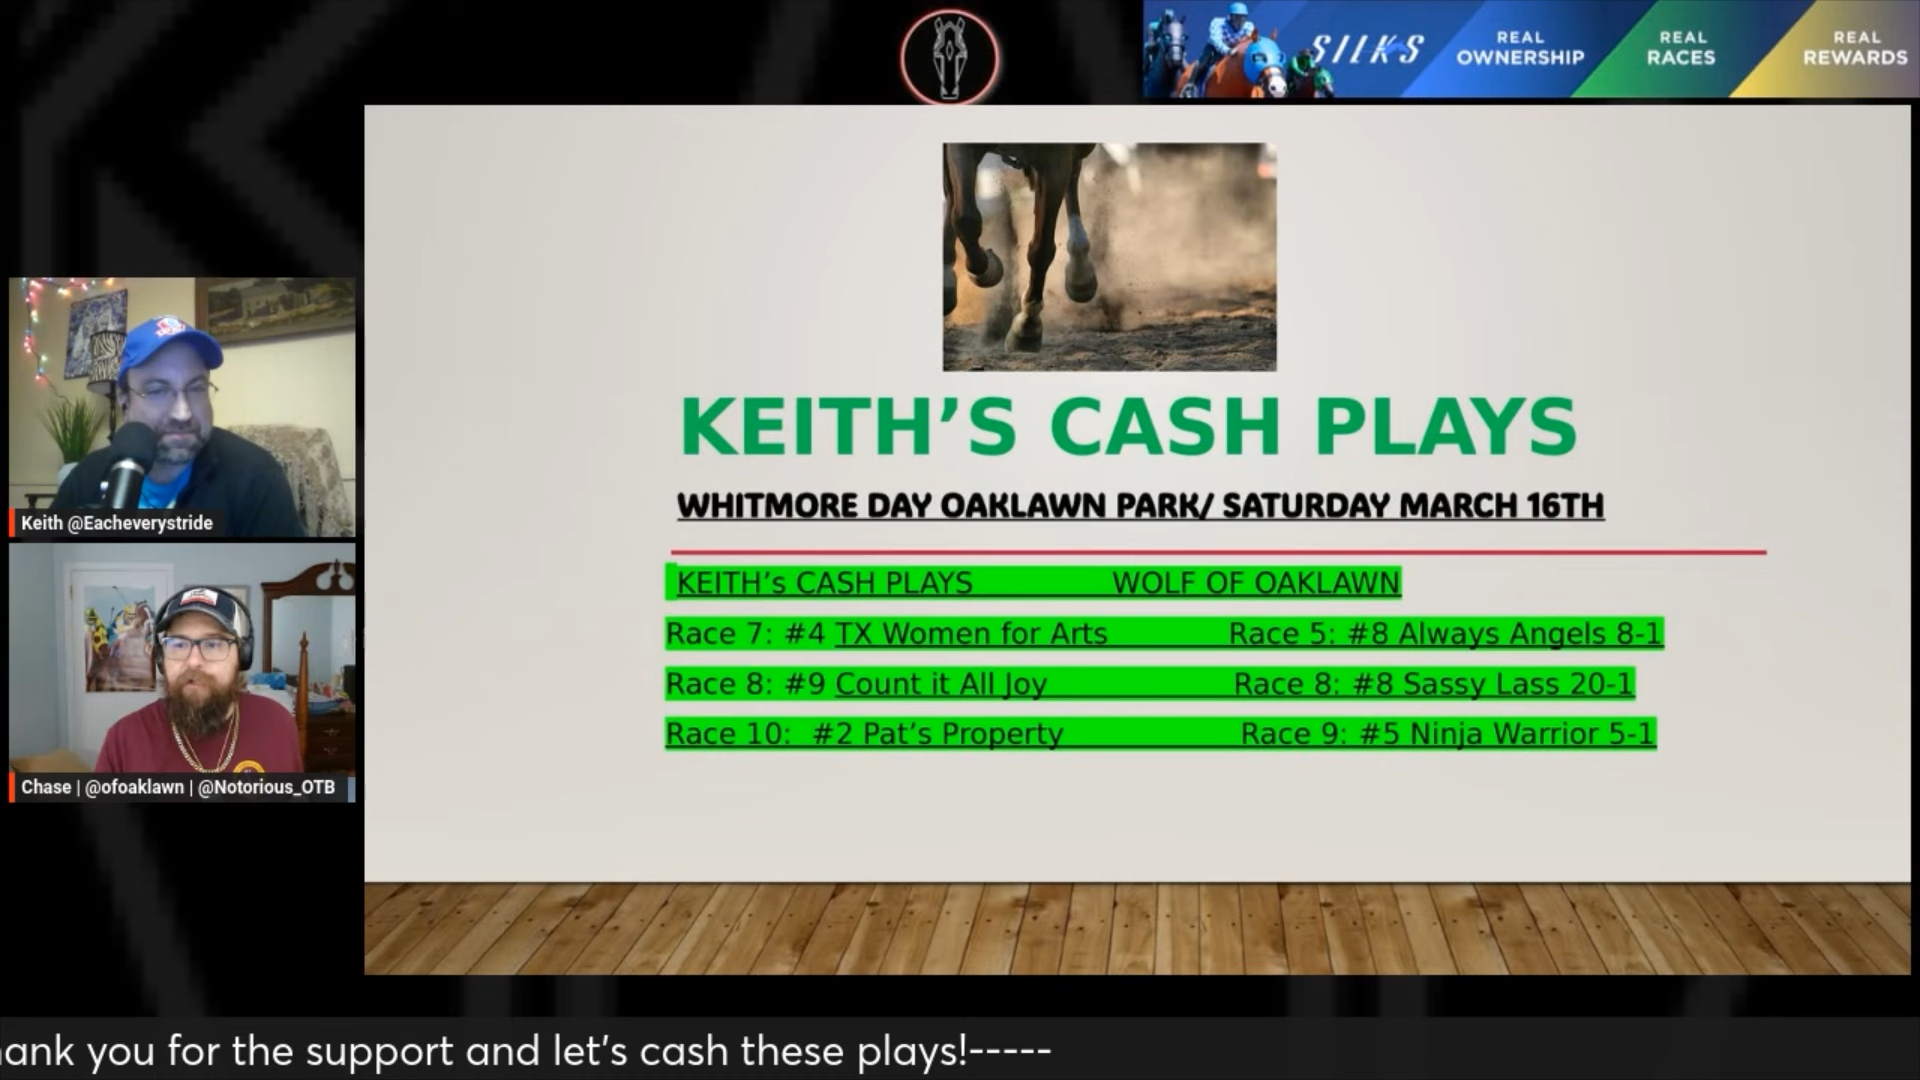 SILKS
REAL OWNERSHIP
REAL RACES
REAL REWARDS
KEITH’S CASH PLAYS
WHITMORE DAY OAKLAWN PARK/ SATURDAY MARCH 16TH
KEITH’s CASH PLAYS WOLF OF OAKLAWN
Race 7: #4 TX Women for Arts Race 5: #8 Always Angels 8-1
Race 8: #9 Count it All Joy Race 8: #8 Sassy Lass 20-1
Race 10: #2 Pat’s Property Race 9: #5 Ninja Warrior 5-1
Keith @Eacheverystride
Chase | @ofoaklawn | @Notorious_OTB
you for the support and let's cash these plays!-----